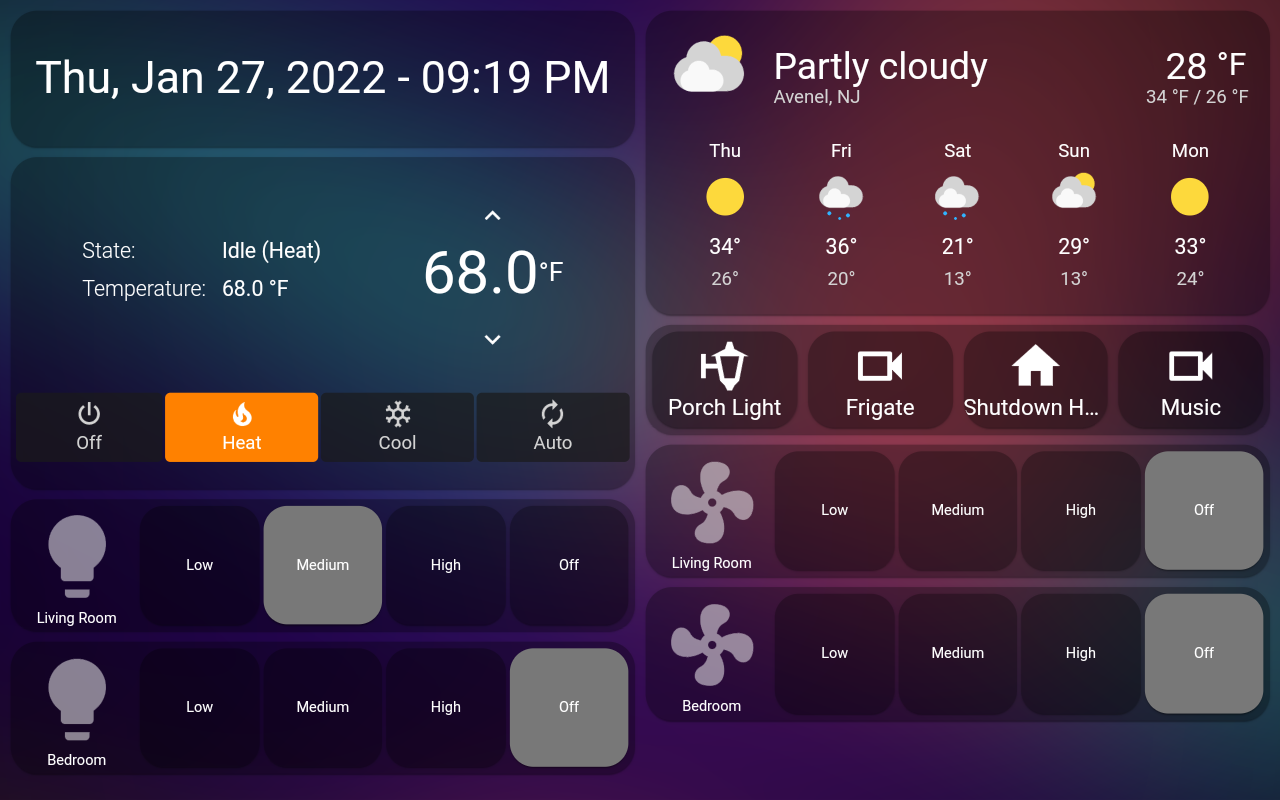 Thu, Jan 27, 2022 - 09:19 PM
State: Idle (Heat)
Temperature: 68.0 °F
68.0 °F
Off Heat Cool Auto
Low Medium High Off
Living Room
Low Medium High Off
Bedroom
Partly cloudy 28 °F
Avenel, NJ 34 °F / 26 °F
Thu Fri Sat Sun Mon
34° 36° 21° 29° 33°
26° 20° 13° 13° 24°
Porch Light Frigate Shutdown H... Music
Low Medium High Off
Living Room
Low Medium High Off
Bedroom